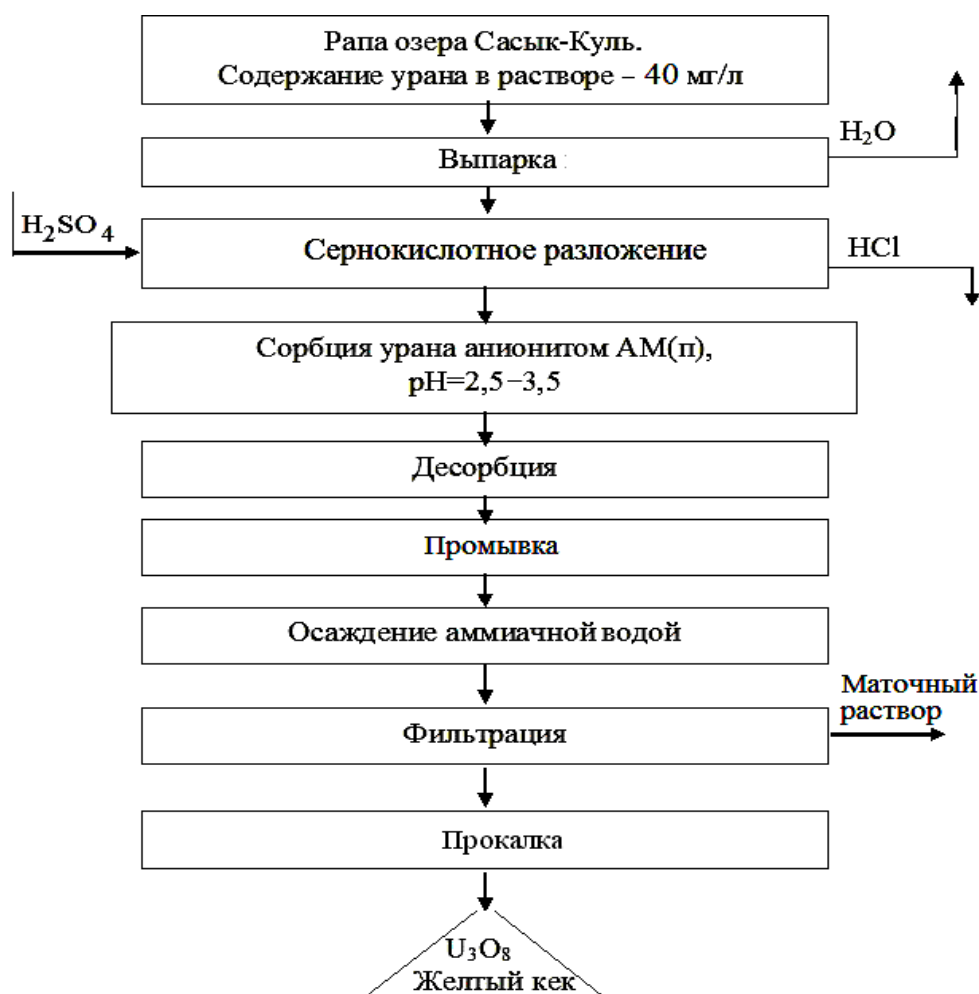 Рапа озера Сасык-Куль.
Содержание урана в растворе – 40 мг/л
H₂O
Выпарка
H₂SO₄
Сернокислотное разложение
HCl
Сорбция урана анионитом АМ(п),
pH=2,5−3,5
Десорбция
Промывка
Осаждение аммиачной водой
Маточный
раствор
Фильтрация
Прокалка
U₃O₈
Желтый кек